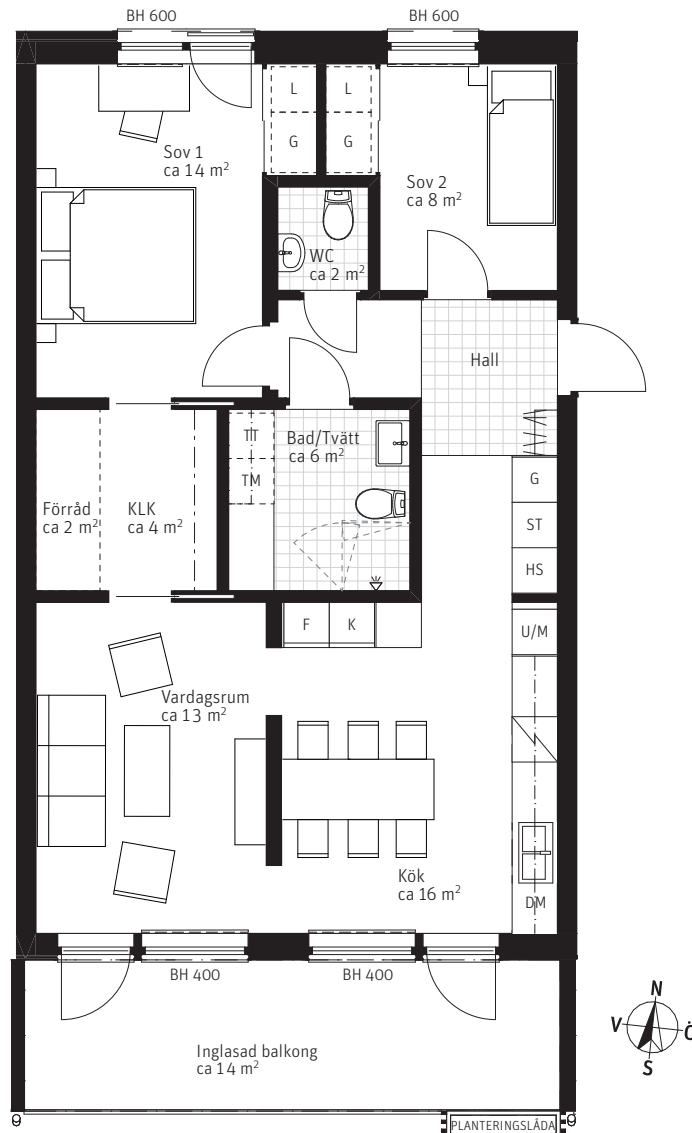 BH 600
BH 600
L
L
G
G
Sov 1
ca 14 m²
Sov 2
ca 8 m²
WC
ca 2 m²
Hall
TT
Bad/Tvätt
ca 6 m²
TM
G
Förråd
ca 2 m²
KLK
ca 4 m²
ST
HS
F
K
U/M
Vardagsrum
ca 13 m²
Kök
ca 16 m²
DM
BH 400
BH 400
N
V
Ö
S
Inglasad balkong
ca 14 m²
PLANTERINGSLÅDA